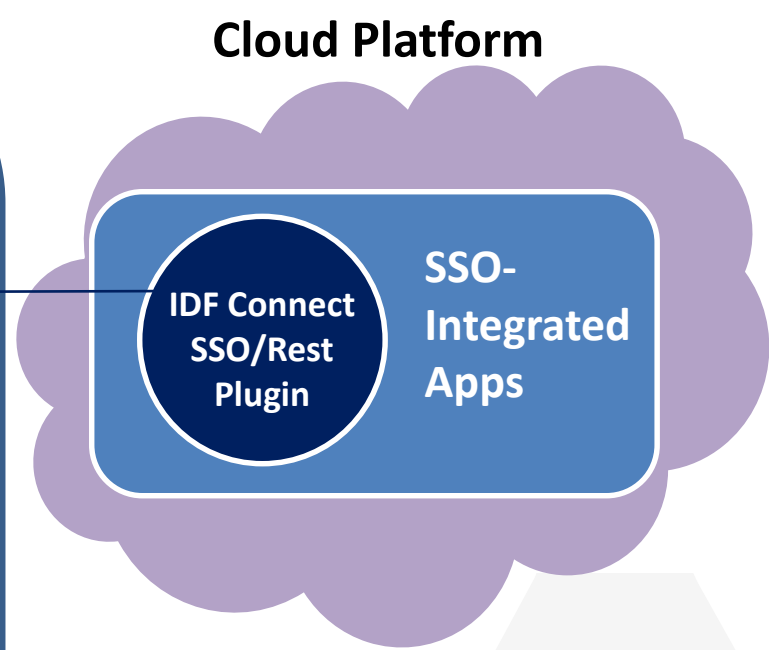 Cloud Platform
IDF Connect
SSO/Rest
Plugin
SSO-
Integrated
Apps